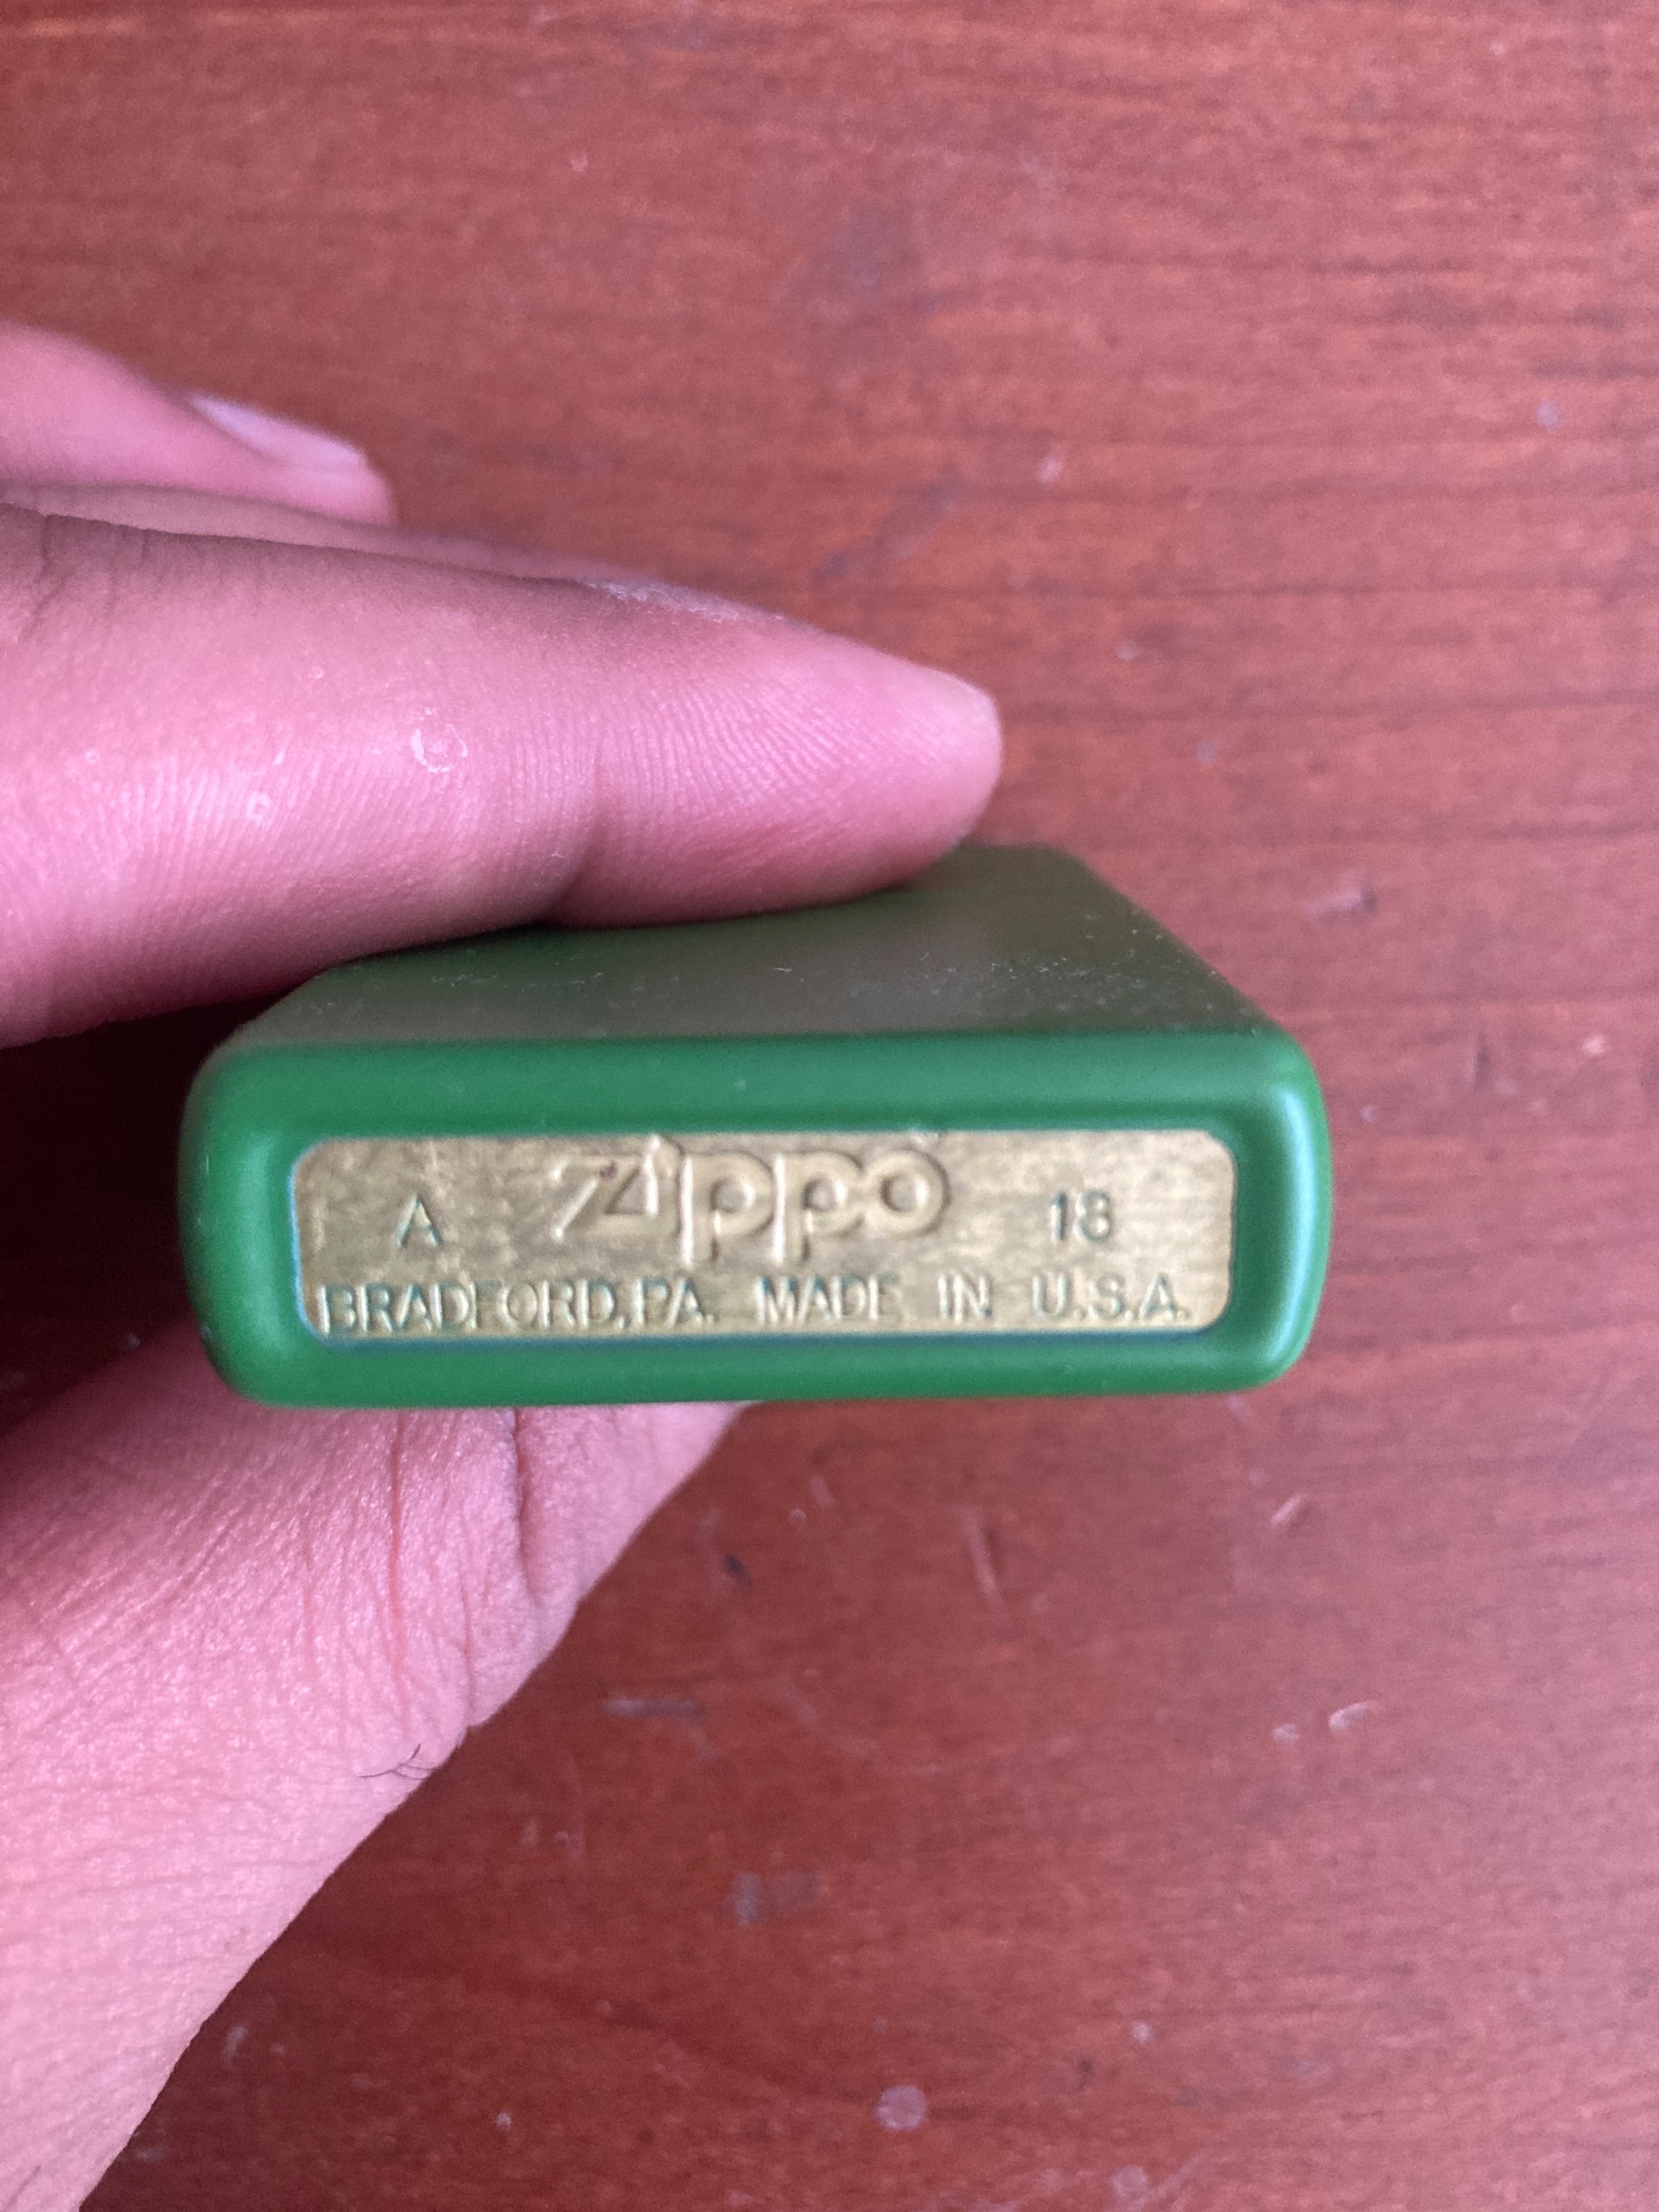 A Zippo 18
BRADFORD, PA. MADE IN U.S.A.